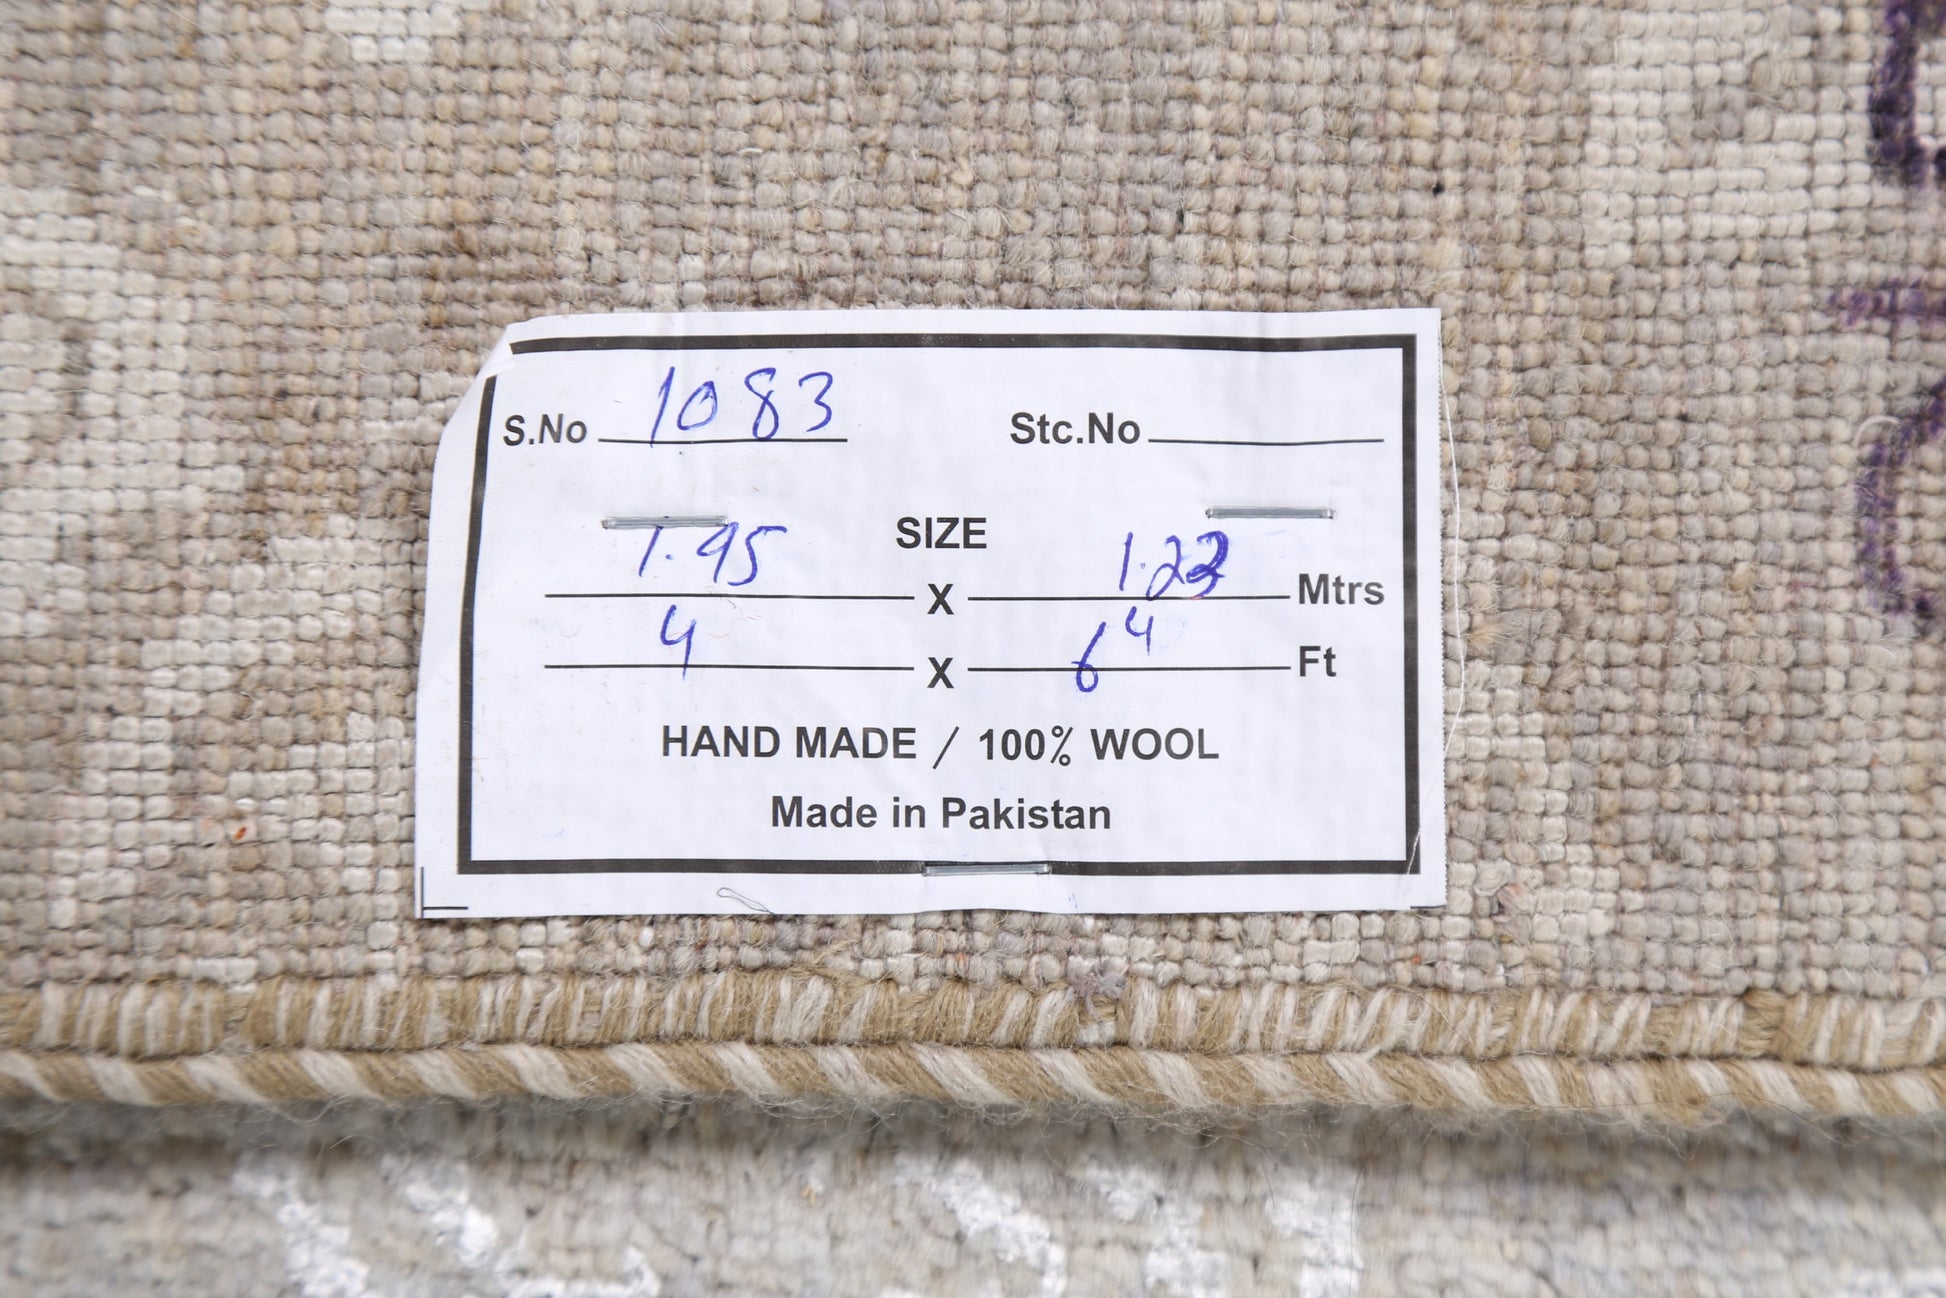 S.No 1083 Stc.No
SIZE
1.95 X 1.23 Mtrs
4 X 6 4 Ft
HAND MADE / 100% WOOL
Made in Pakistan